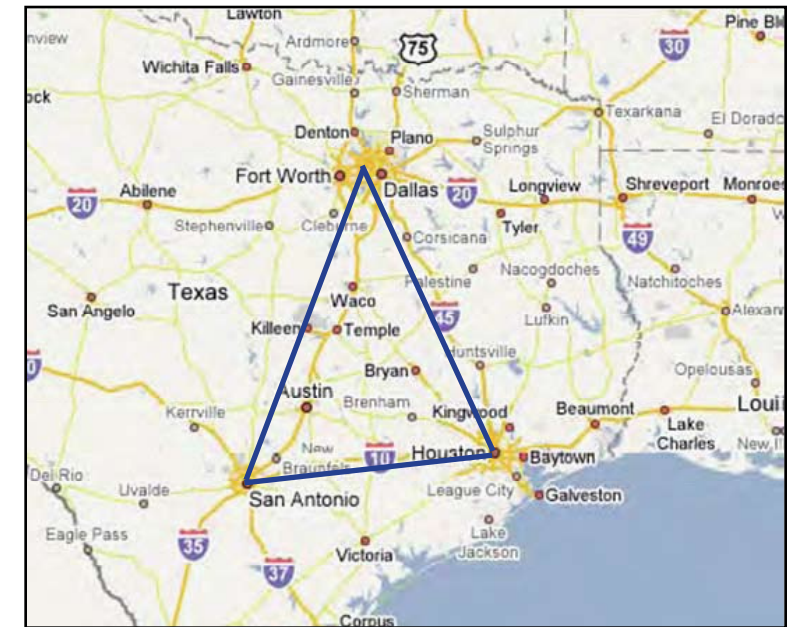 Lawton
Pine Bl
nview
Ardmore
75
30
Wichita Falls
Gainesville
Sherman
ock
Texarkana
El Dorado
Denton
Plano
Sulphur
Springs
Fort Worth
Dallas
20
Longview
Shreveport
Monroe
Abilene
20
Stephenville
Cleburne
Tyler
Corsicana
49
Palestine
Nacogdoches
Natchitoches
Texas
Waco
San Angelo
45
Lufkin
Alexan
Killeen
Temple
Huntsville
Bryan
Opelousas
Austin
Brenham
Kingwood
Beaumont
Loui
Kerrville
Lake
Charles
New I
New
Braunfels
10
Houston
Baytown
Del Rio
Uvalde
San Antonio
League City
Galveston
Eagle Pass
35
Victoria
Lake
Jackson
37
Corpus